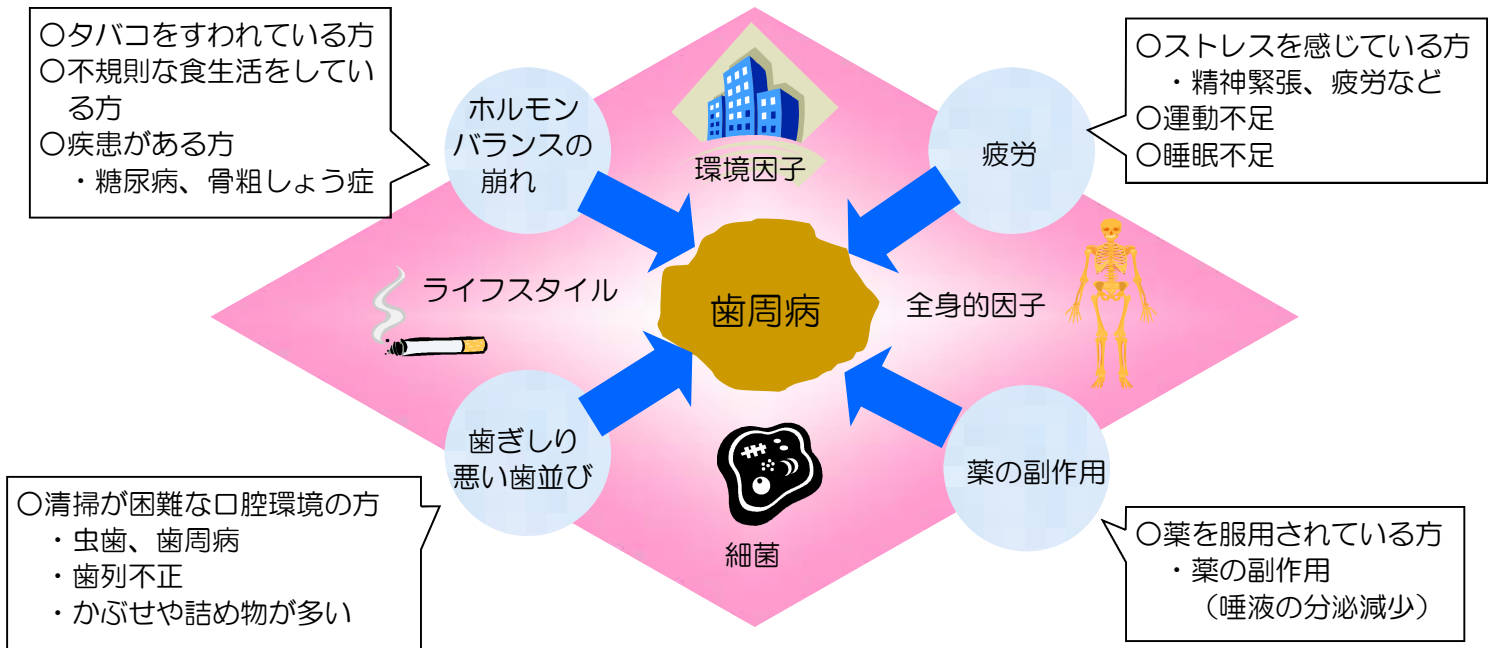 ○タバコをすわれている方
○不規則な食生活をしてい
る方
○疾患がある方
・糖尿病、骨粗しょう症
ホルモン
バランスの
崩れ
環境因子
疲労
○ストレスを感じている方
・精神緊張、疲労など
○運動不足
○睡眠不足
ライフスタイル
歯周病
全身的因子
歯ぎしり
悪い歯並び
細菌
薬の副作用
○清掃が困難な口腔環境の方
・虫歯、歯周病
・歯列不正
・かぶせや詰め物が多い
○薬を服用されている方
・薬の副作用
（唾液の分泌減少）